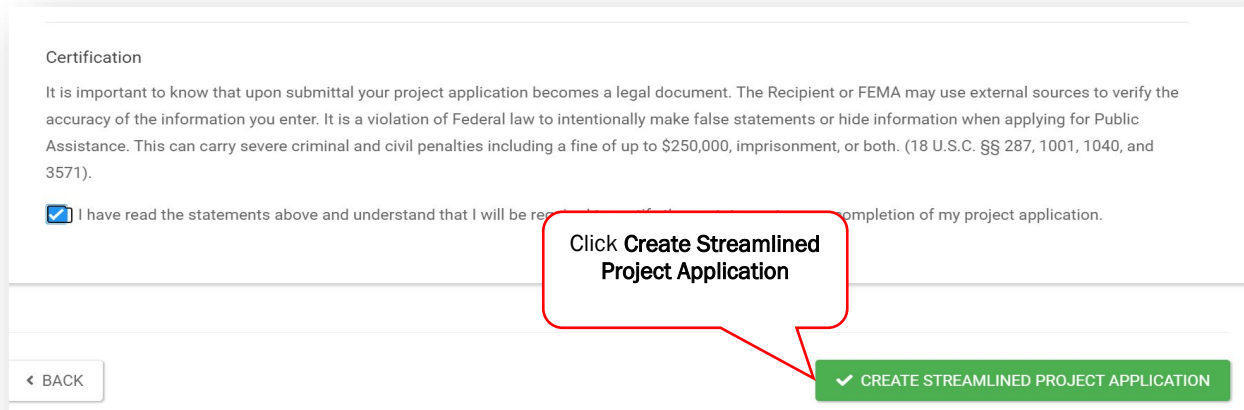 Certification
It is important to know that upon submittal your project application becomes a legal document. The Recipient or FEMA may use external sources to verify the
accuracy of the information you enter. It is a violation of Federal law to intentionally make false statements or hide information when applying for Public
Assistance. This can carry severe criminal and civil penalties including a fine of up to $250,000, imprisonment, or both. (18 U.S.C. §§ 287, 1001, 1040, and
3571).
I have read the statements above and understand that I will be completion of my project application.
Click Create Streamlined
Project Application
BACK
CREATE STREAMLINED PROJECT APPLICATION